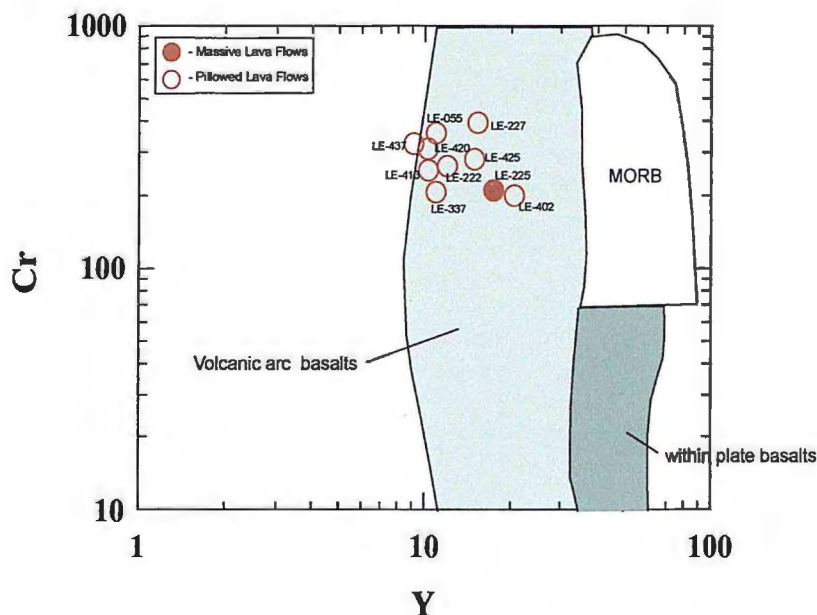 1000
- Massive Lava Flows
- Pillowed Lava Flows
LE-055
LE-227
LE-437
LE-420
LE-425
LE-413
LE-222
LE-225
LE-337
LE-402
MORB
Cr
100
Volcanic arc basalts
within plate basalts
10
1
10
100
Y